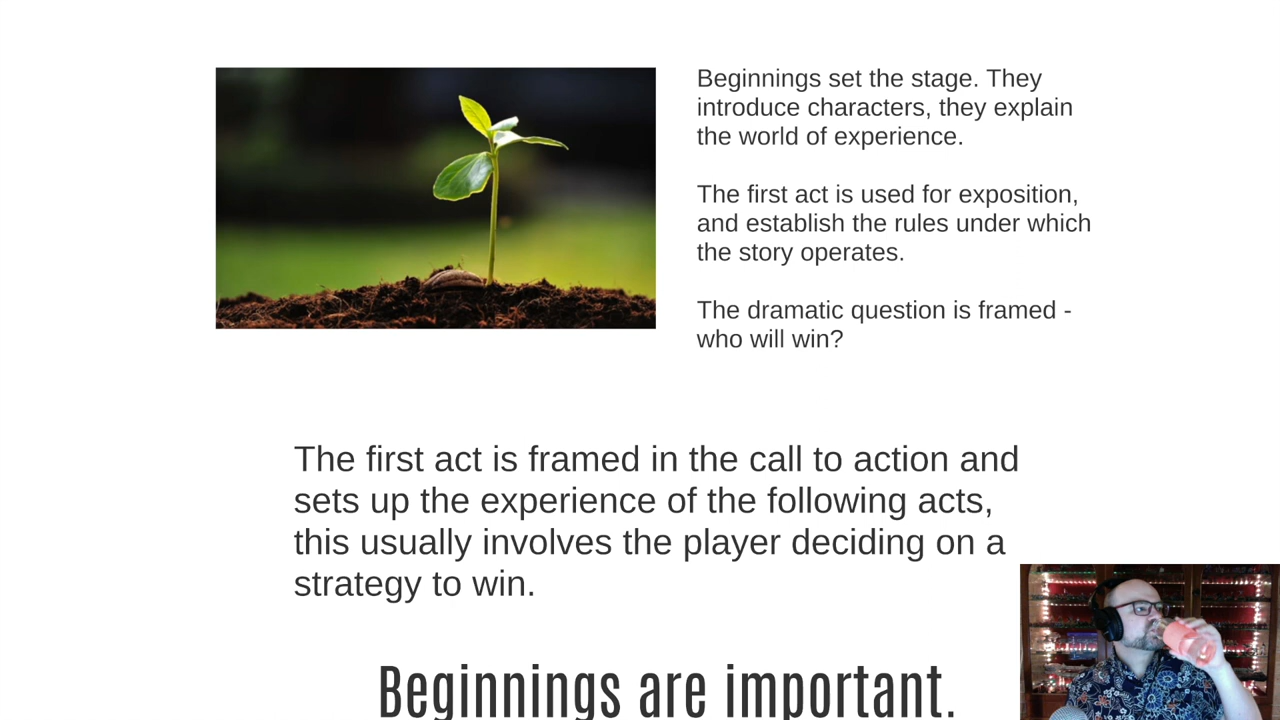 Beginnings set the stage. They
introduce characters, they explain
the world of experience.
The first act is used for exposition,
and establish the rules under which
the story operates.
The dramatic question is framed -
who will win?
The first act is framed in the call to action and
sets up the experience of the following acts,
this usually involves the player deciding on a
strategy to win.
Beginnings are important.